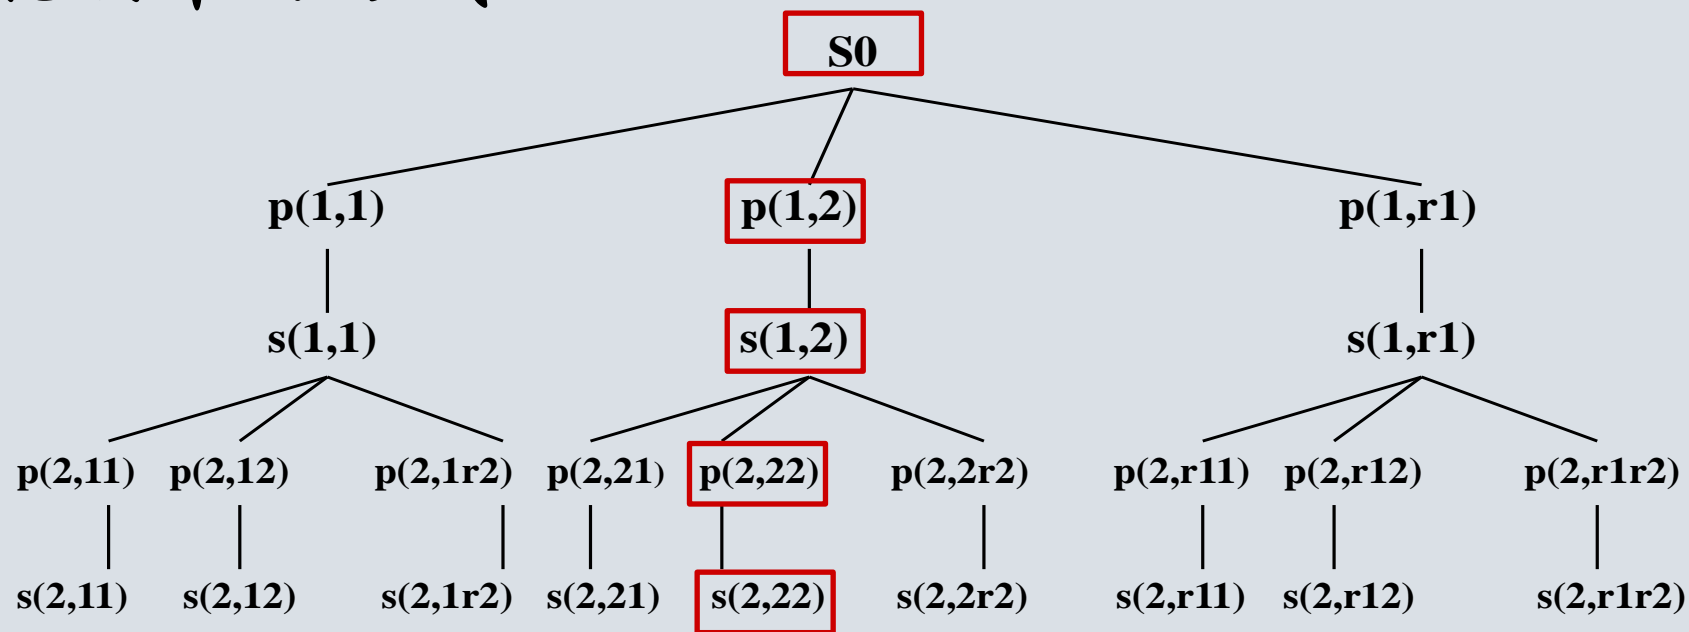 S0
p(1,1) p(1,2) p(1,r1)
s(1,1) s(1,2) s(1,r1)
p(2,11) p(2,12) p(2,1r2) p(2,21) p(2,22) p(2,2r2) p(2,r11) p(2,r12) p(2,r1r2)
s(2,11) s(2,12) s(2,1r2) s(2,21) s(2,22) s(2,2r2) s(2,r11) s(2,r12) s(2,r1r2)